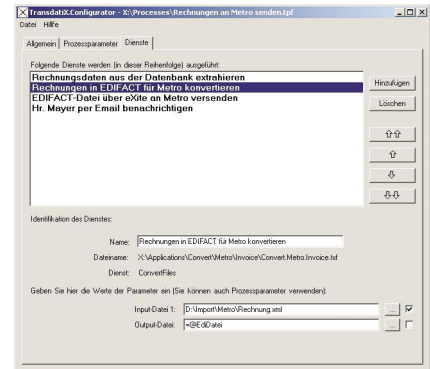 TransdatiX.Configurator - X:\Processes\Rechnungen an Metro senden.tpf
Datei Hilfe
Allgemein Prozessparameter Dienste
Folgende Dienste werden (in dieser Reihenfolge) ausgeführt:
Rechnungsdaten aus der Datenbank extrahieren
Rechnungen in EDIFACT für Metro konvertieren
EDIFACT-Datei über eXite an Metro versenden
Hr. Mayer per Email benachrichtigen
Hinzufügen
Löschen
Identifikation des Dienstes:
Name: Rechnungen in EDIFACT für Metro konvertieren
Dateiname: X:\Applications\Convert\Metro\Invoice\Convert.Metro.Invoice.txf
Dienst: ConvertFiles
Geben Sie hier die Werte der Parameter ein (Sie können auch Prozessparameter verwenden):
Input-Datei 1: D:\Import\Metro\Rechnung.xml ...
Output-Datei: =@EdiDatei ...